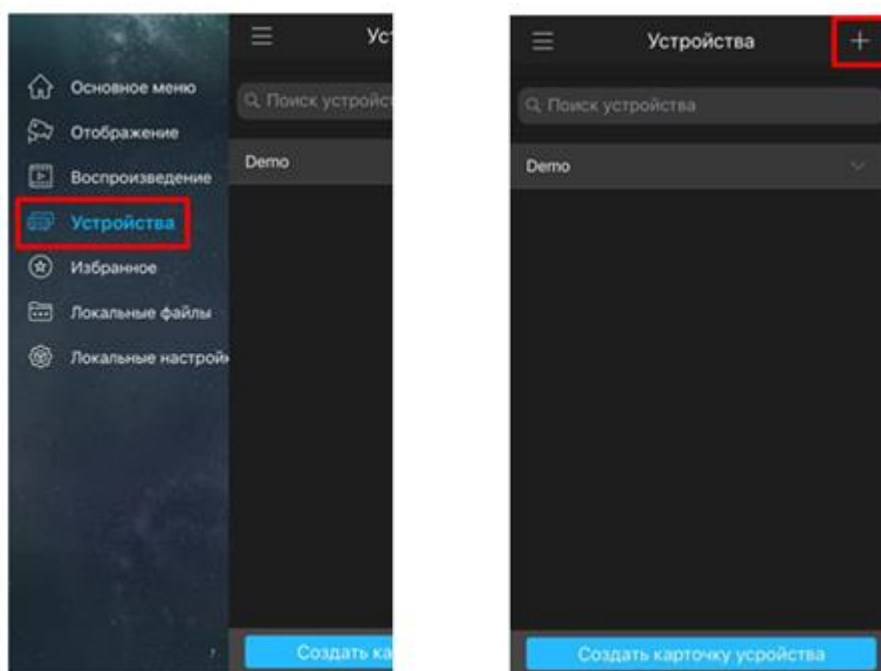 Ус
Основное меню
Поиск устройст
Отображение
Demo
Воспроизведение
Устройства
Избранное
Локальные файлы
Локальные настрой
Создать ка
Устройства
Поиск устройства
Demo
Создать карточку усройства